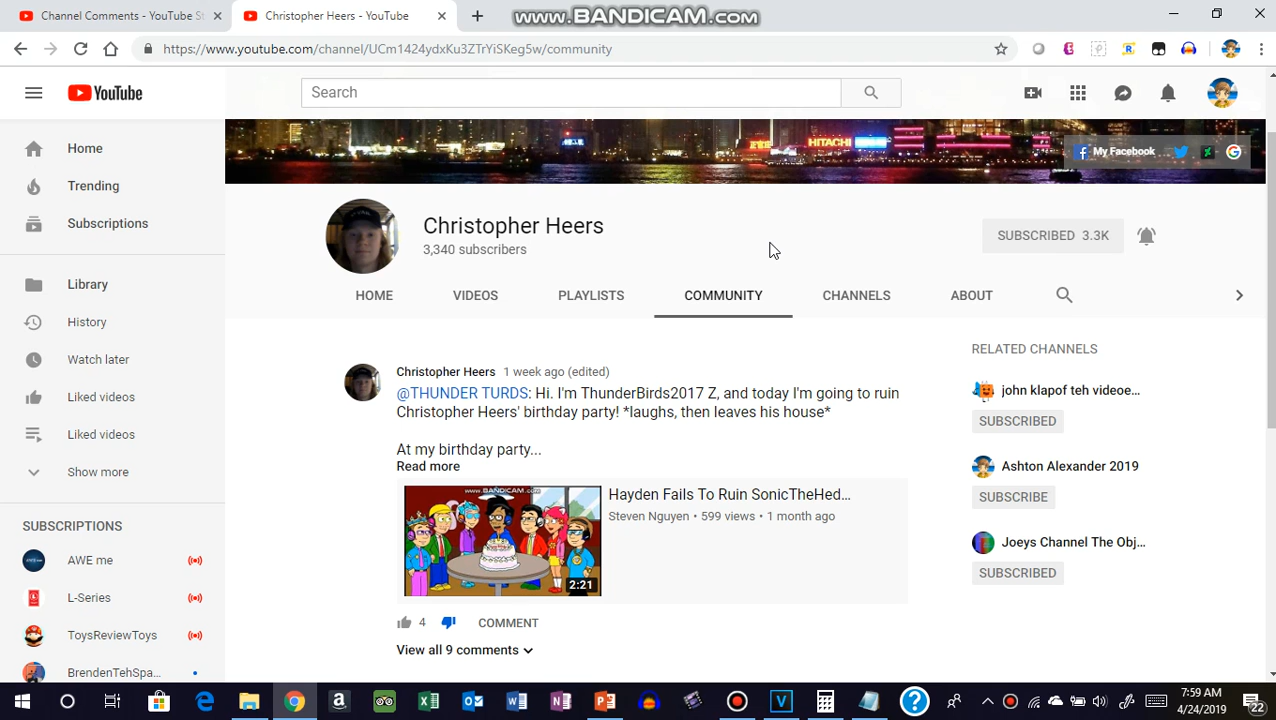 Channel Comments - YouTube St
Christopher Heers - YouTube
www.BANDICAM.com
https://www.youtube.com/channel/UCm1424ydxKu3ZTrYiSKeg5w/community
YouTube
Search
HITACHI
My Facebook
Home
Trending
Subscriptions
Library
History
Watch later
Liked videos
Liked videos
Show more
SUBSCRIPTIONS
AWE me
L-Series
ToysReviewToys
BrendenTehSpa...
Christopher Heers
3,340 subscribers
SUBSCRIBED 3.3K
HOME VIDEOS PLAYLISTS COMMUNITY CHANNELS ABOUT
Christopher Heers 1 week ago (edited)
@THUNDER TURDS: Hi. I'm ThunderBirds2017 Z, and today I'm going to ruin
Christopher Heers' birthday party! *laughs, then leaves his house*
At my birthday party...
Read more
www.BANDICAM.com
2:21
Hayden Fails To Ruin SonicTheHed...
Steven Nguyen • 599 views • 1 month ago
4 COMMENT
View all 9 comments
RELATED CHANNELS
john klapof teh videoe...
SUBSCRIBED
Ashton Alexander 2019
SUBSCRIBE
Joeys Channel The Obj...
SUBSCRIBED
7:59 AM
4/24/2019
22